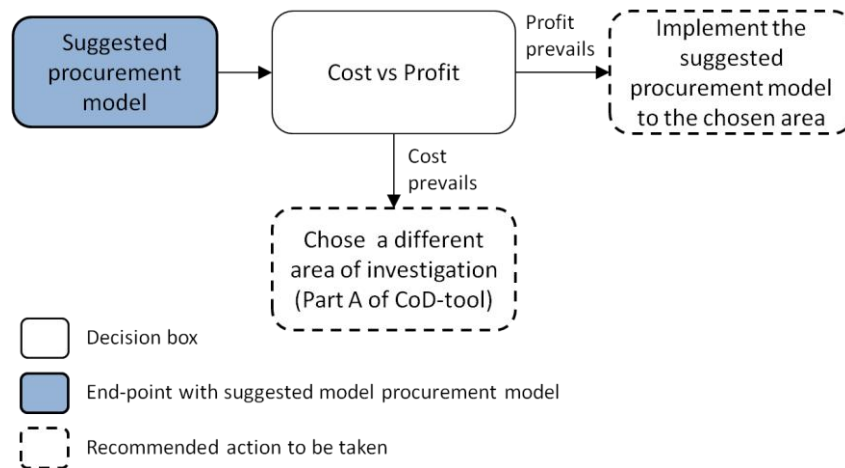 Suggested
procurement
model
Cost vs Profit
Profit
prevails
Implement the
suggested
procurement model
to the chosen area
Cost
prevails
Chose a different
area of investigation
(Part A of CoD-tool)
Decision box
End-point with suggested model procurement model
Recommended action to be taken